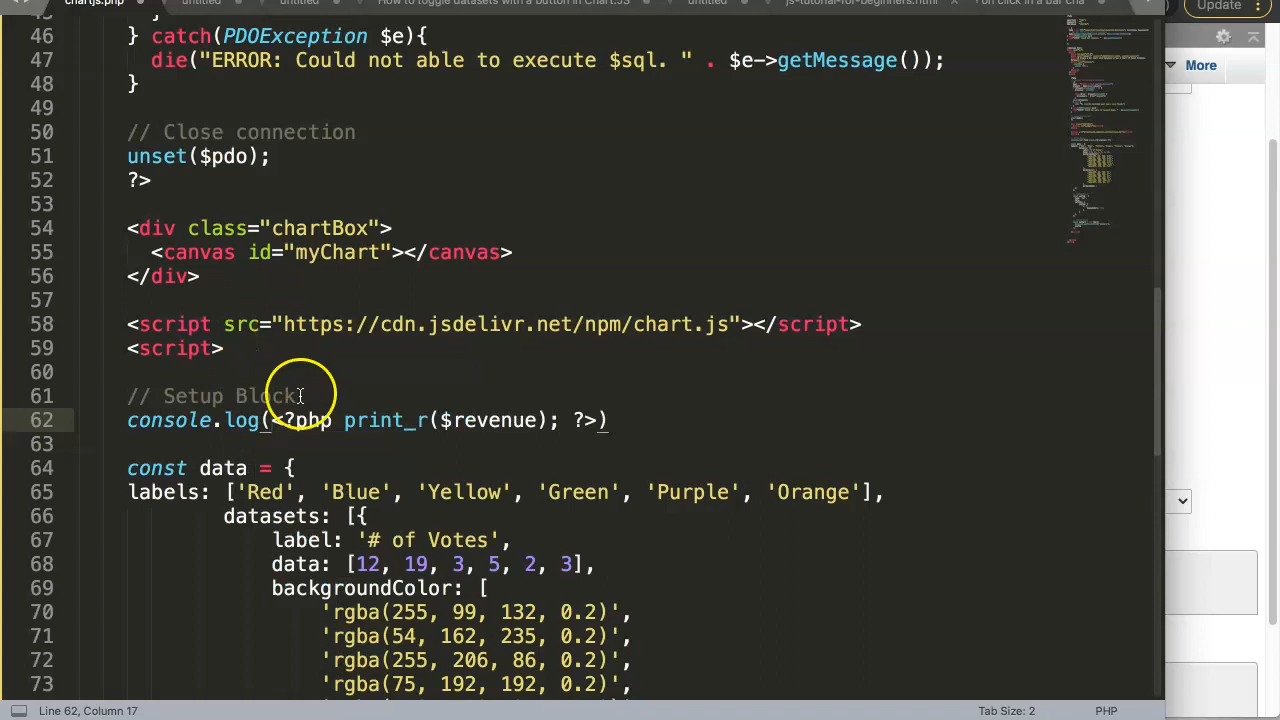 chartjs.php
untitled
untitled
How to toggle datasets with a button in Chart.JS
untitled
js-tutorial-for-beginners.html
on click in a bar cha
Update
More
46 } catch(PDOException $e){
47 die("ERROR: Could not able to execute $sql. " . $e->getMessage());
48 }
49
50 // Close connection
51 unset($pdo);
52 ?>
53
54 <div class="chartBox">
55 <canvas id="myChart"></canvas>
56 </div>
57
58 <script src="https://cdn.jsdelivr.net/npm/chart.js"></script>
59 <script>
60
61 // Setup Block
62 console.log(<?php print_r($revenue); ?>)
63
64 const data = {
65 labels: ['Red', 'Blue', 'Yellow', 'Green', 'Purple', 'Orange'],
66 datasets: [{
67 label: '# of Votes',
68 data: [12, 19, 3, 5, 2, 3],
69 backgroundColor: [
70 'rgba(255, 99, 132, 0.2)',
71 'rgba(54, 162, 235, 0.2)',
72 'rgba(255, 206, 86, 0.2)',
73 'rgba(75, 192, 192, 0.2)',
Line 62, Column 17
Tab Size: 2
PHP